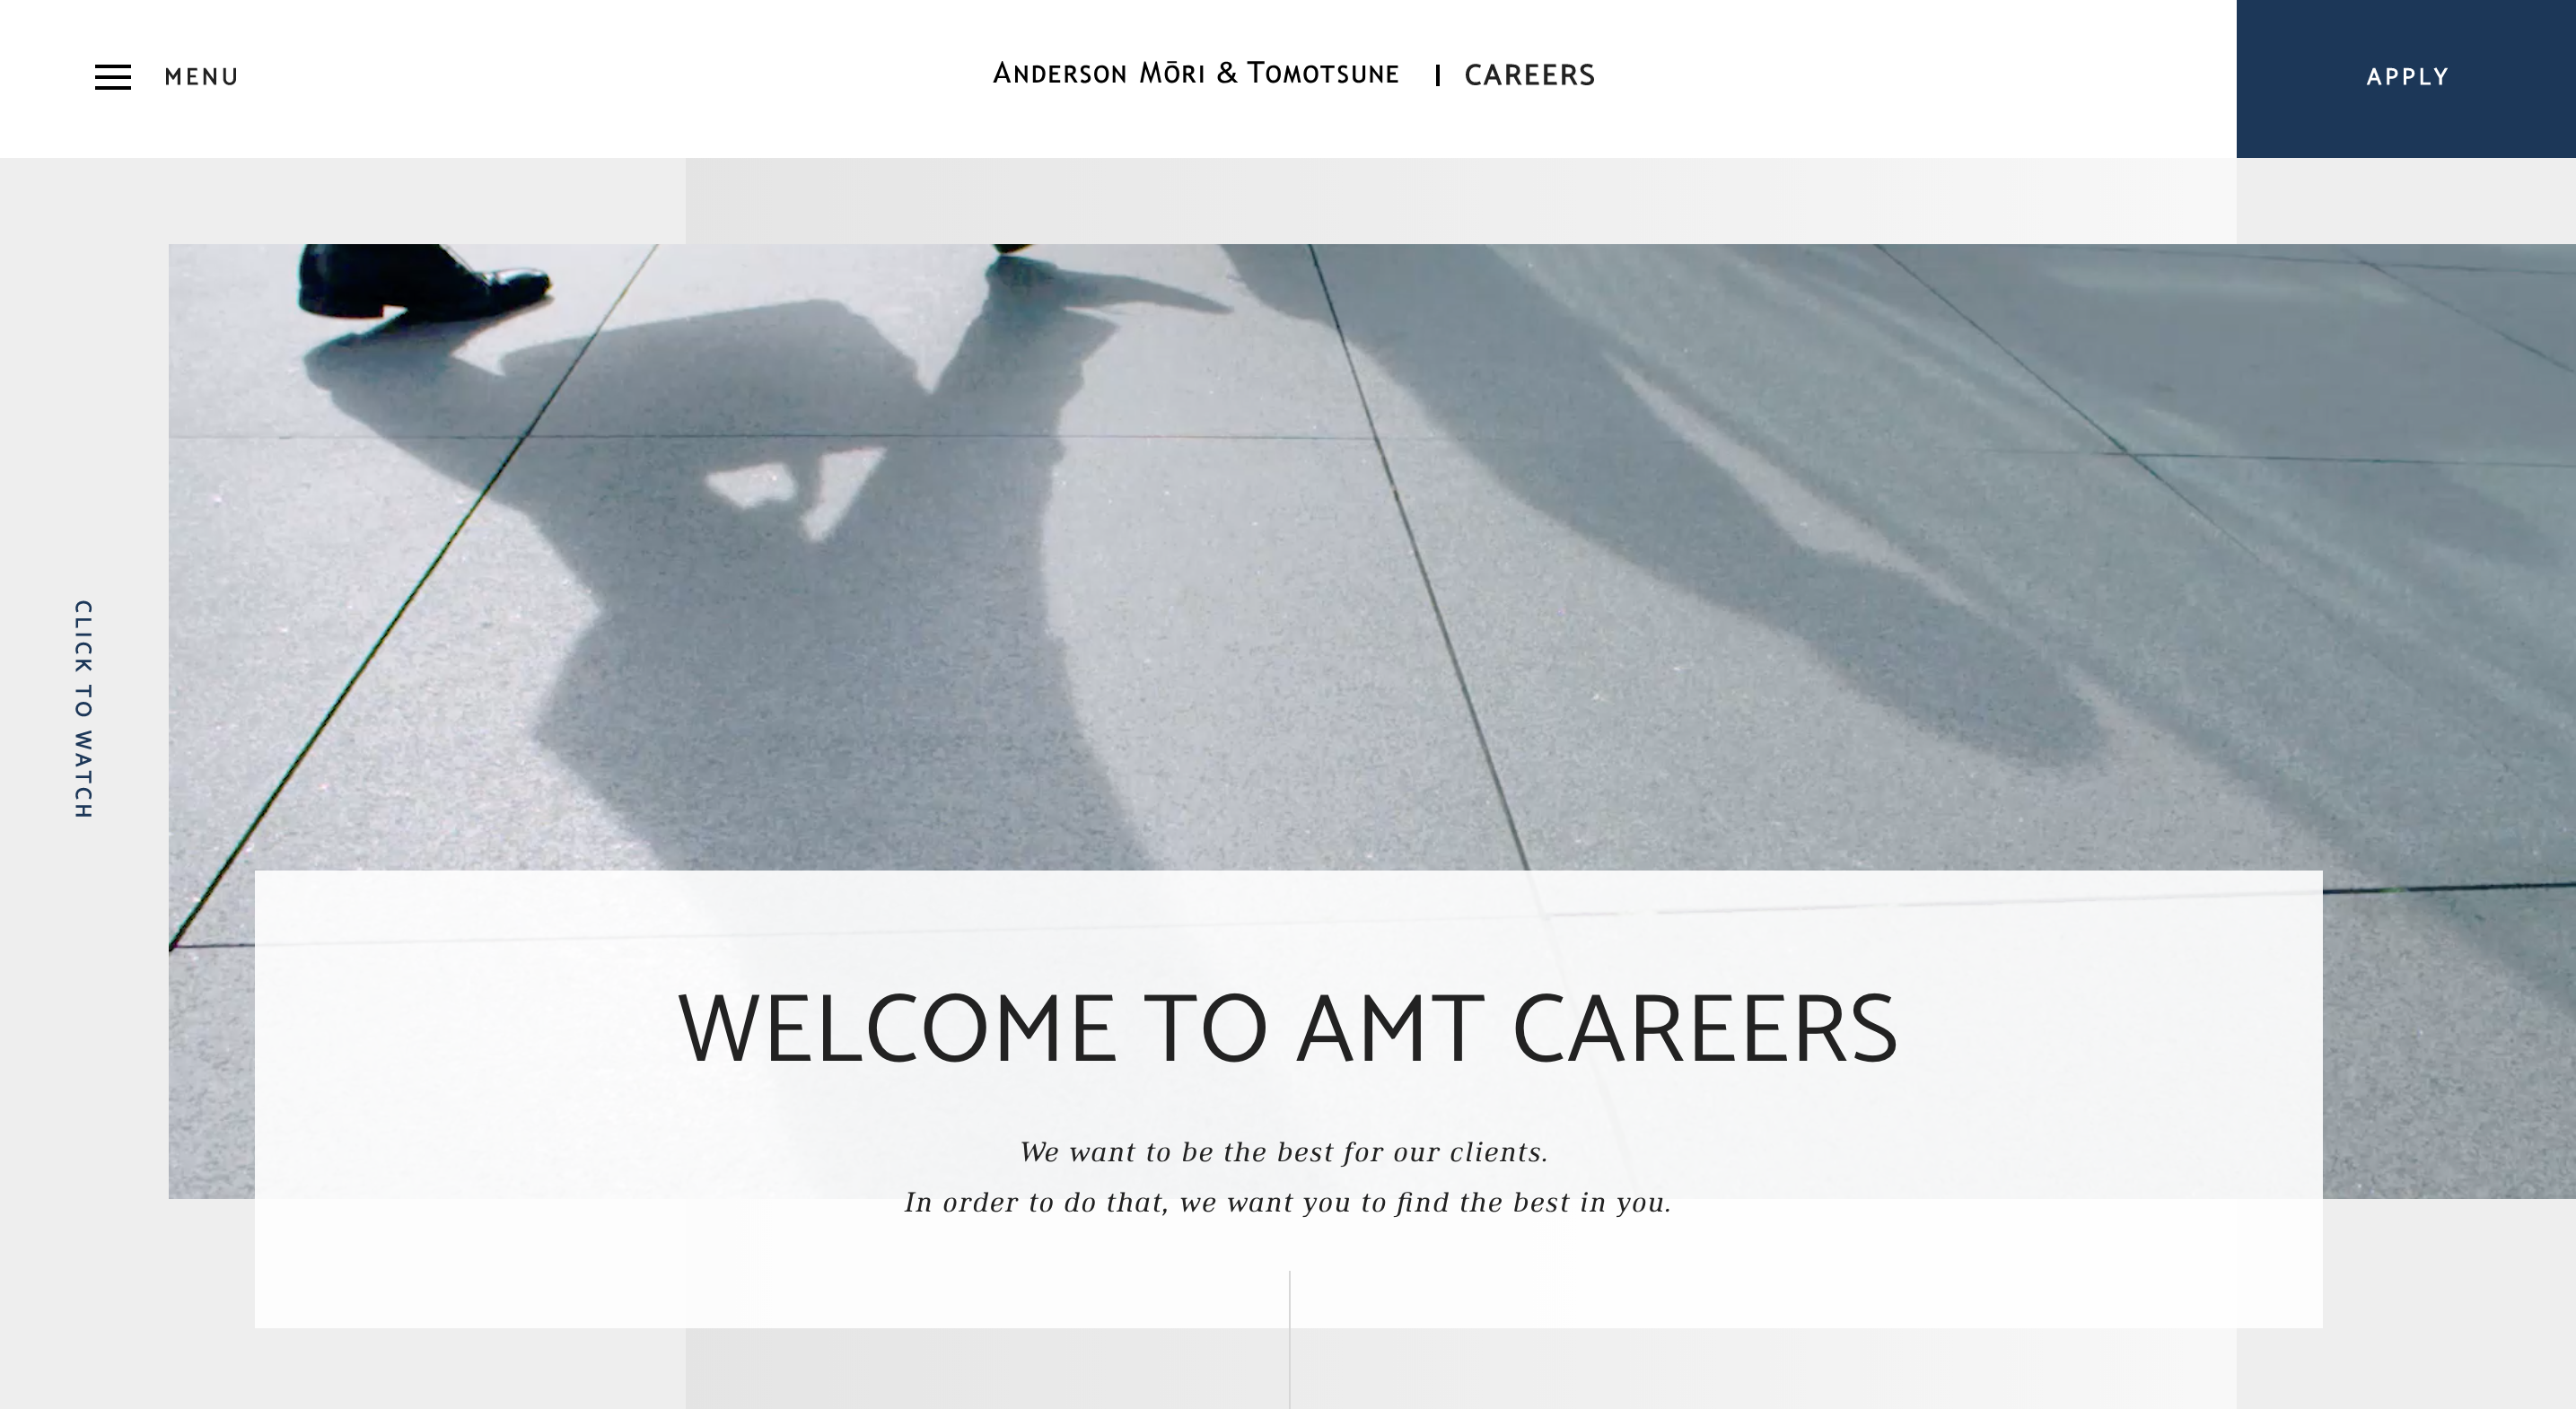 MENU
ANDERSON MŌRI & TOMOTSUNE | CAREERS
APPLY
CLICK TO WATCH
WELCOME TO AMT CAREERS
We want to be the best for our clients.
In order to do that, we want you to find the best in you.